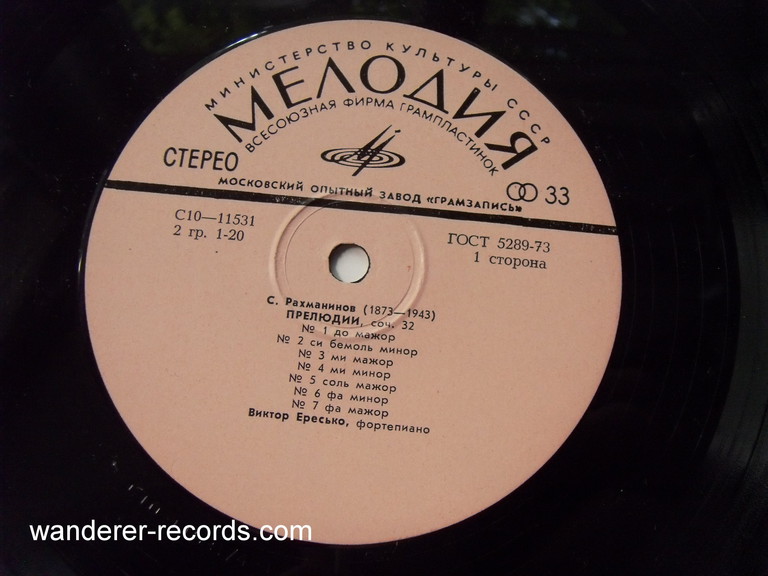 МИНИСТЕРСТВО КУЛЬТУРЫ СССР
МЕЛОДИЯ
ВСЕСОЮЗНАЯ ФИРМА ГРАМПЛАСТИНОК
СТЕРЕО
33
МОСКОВСКИЙ ОПЫТНЫЙ ЗАВОД «ГРАМЗАПИСЬ»
С10—11531
ГОСТ 5289-73
2 гр. 1-20
1 сторона
С. Рахманинов (1873—1943)
ПРЕЛЮДИИ, соч. 32
№ 1 до мажор
№ 2 си бемоль минор
№ 3 ми мажор
№ 4 ми минор
№ 5 соль мажор
№ 6 фа минор
№ 7 фа мажор
Виктор Ересько, фортепиано
wanderer-records.com